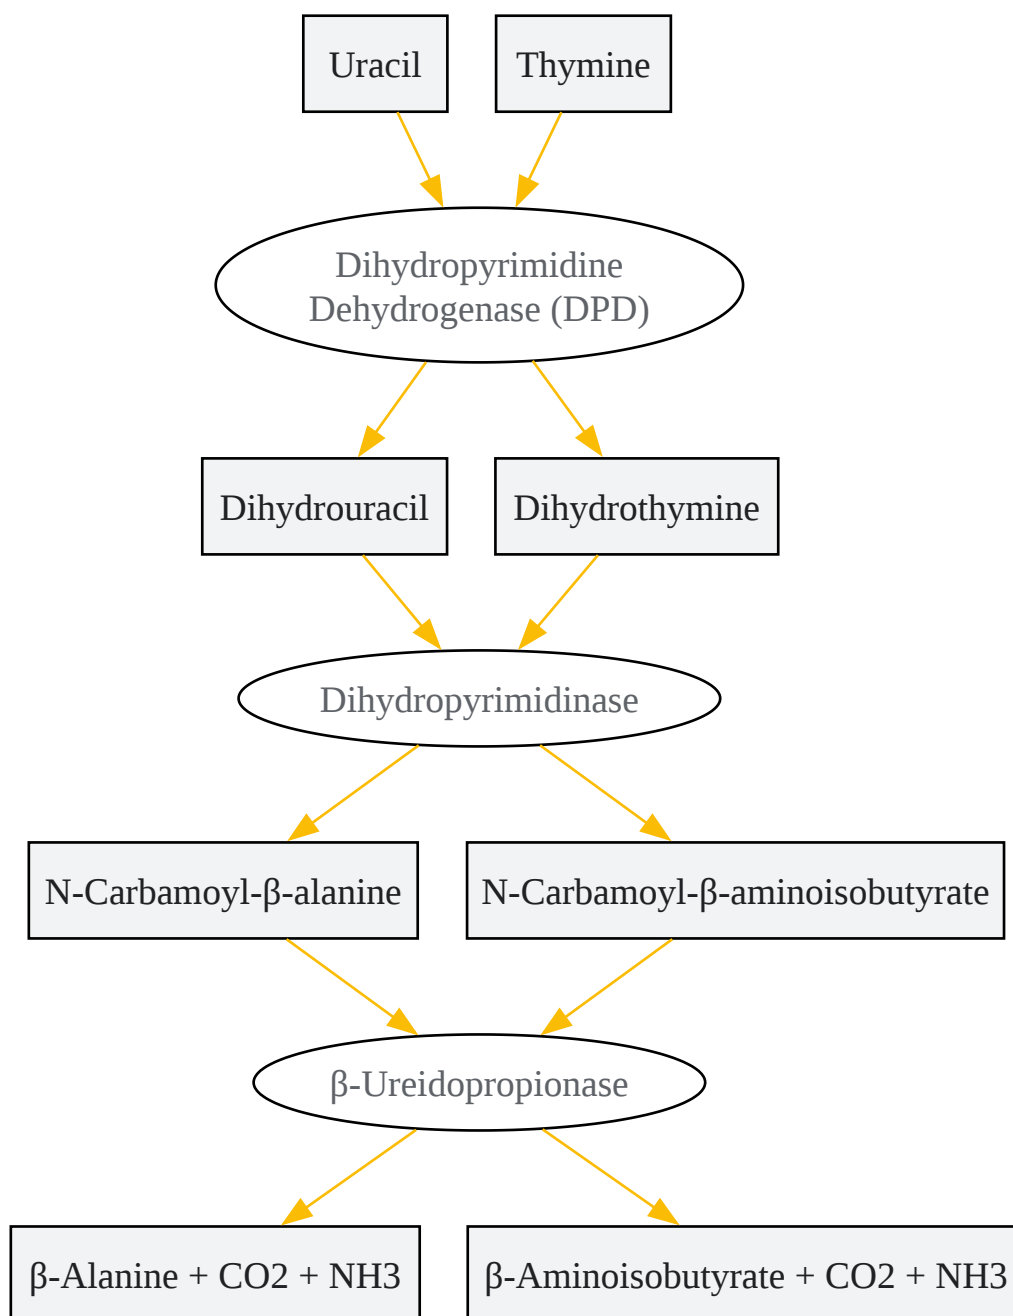 Uracil
Thymine
Dihydropyrimidine
Dehydrogenase (DPD)
Dihydrouracil
Dihydrothymine
Dihydropyrimidinase
N-Carbamoyl-β-alanine
N-Carbamoyl-β-aminoisobutyrate
β-Ureidopropionase
β-Alanine + CO2 + NH3
β-Aminoisobutyrate + CO2 + NH3